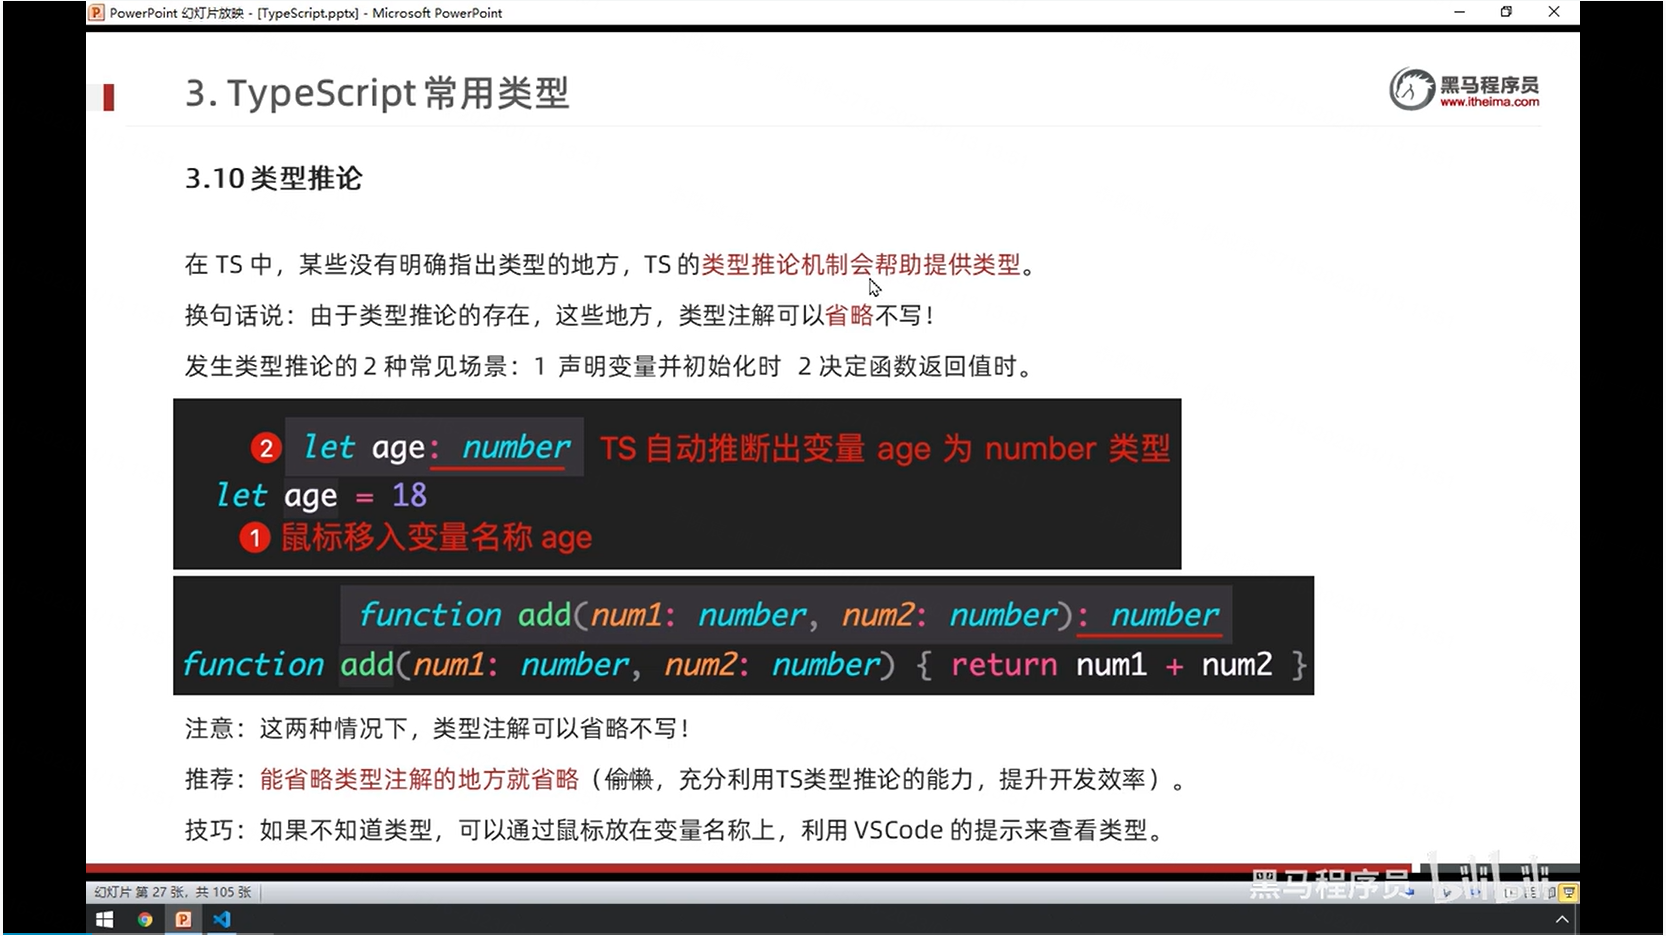 PowerPoint 幻灯片放映 - [TypeScript.pptx] - Microsoft PowerPoint
3. TypeScript 常用类型
黑马程序员
www.itheima.com
3.10 类型推论
在 TS 中，某些没有明确指出类型的地方，TS 的类型推论机制会帮助提供类型。
换句话说：由于类型推论的存在，这些地方，类型注解可以省略不写！
发生类型推论的 2 种常见场景：1 声明变量并初始化时 2 决定函数返回值时。
2 let age: number TS 自动推断出变量 age 为 number 类型
let age = 18
1 鼠标移入变量名称 age
function add(num1: number, num2: number): number
function add(num1: number, num2: number) { return num1 + num2 }
注意：这两种情况下，类型注解可以省略不写！
推荐：能省略类型注解的地方就省略（偷懒，充分利用TS类型推论的能力，提升开发效率）。
技巧：如果不知道类型，可以通过鼠标放在变量名称上，利用 VSCode 的提示来查看类型。
黑马程序员 bilibili
幻灯片 第 27 张，共 105 张